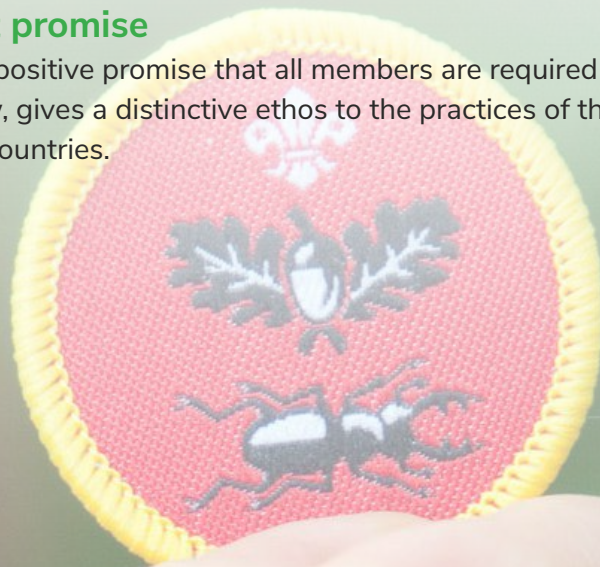 promise
positive promise that all members are required
, gives a distinctive ethos to the practices of th
ountries.